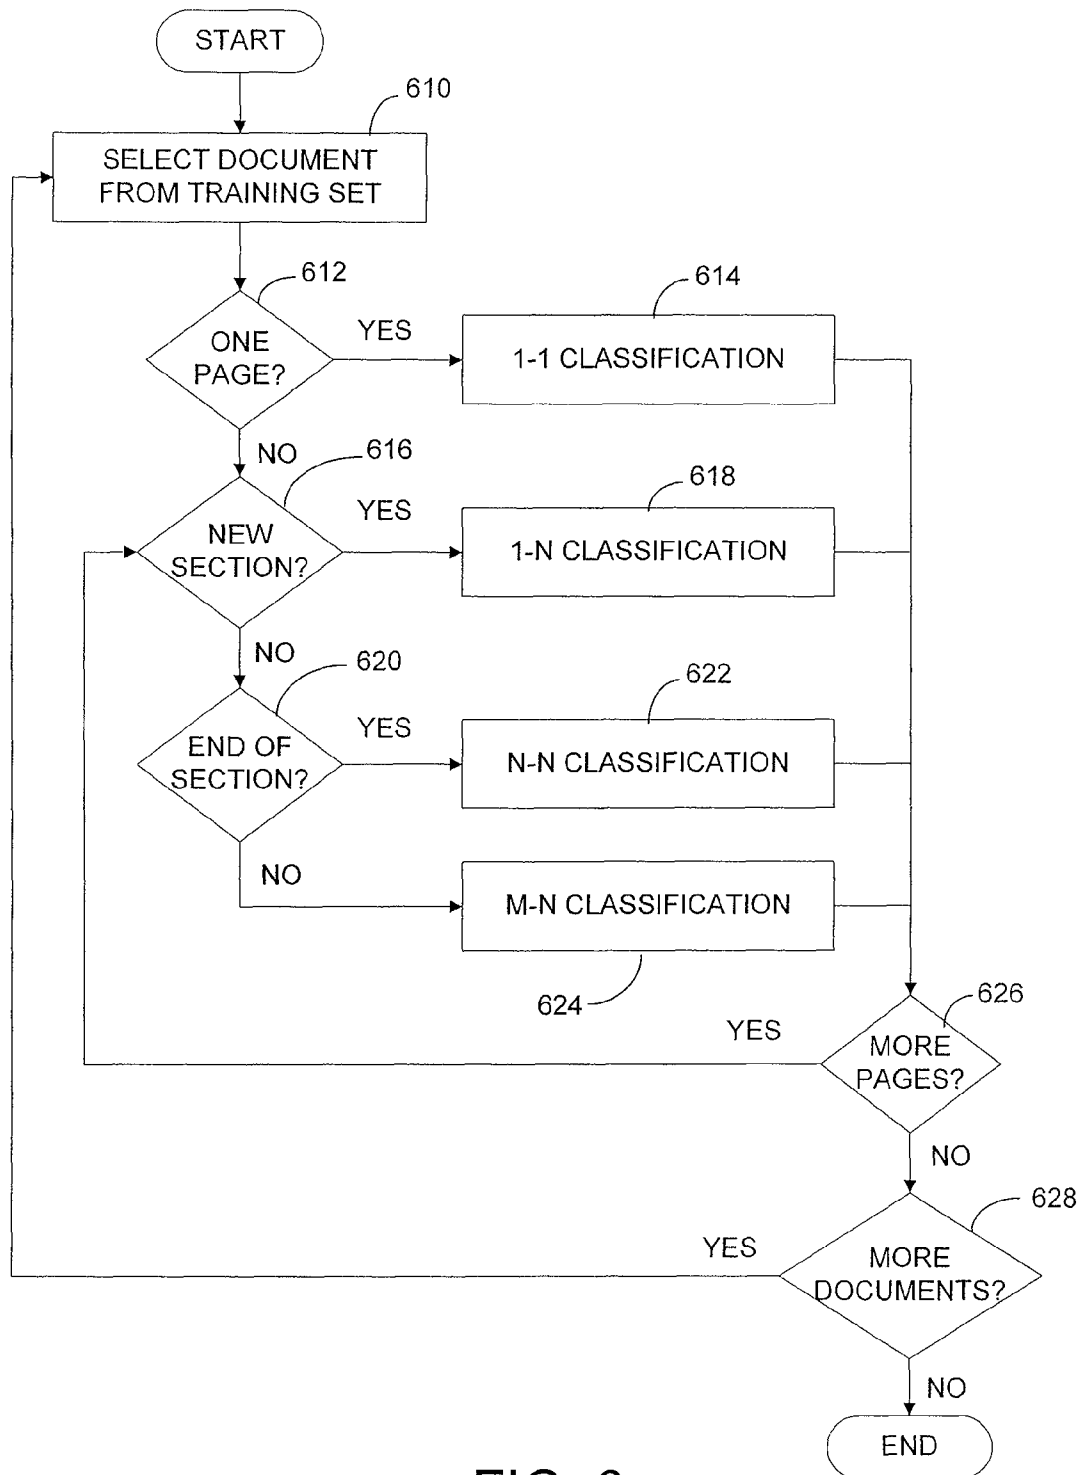 START
610
SELECT DOCUMENT
FROM TRAINING SET
612
614
ONE
PAGE?
YES
1-1 CLASSIFICATION
NO
616
618
NEW
SECTION?
YES
1-N CLASSIFICATION
NO
620
622
END OF
SECTION?
YES
N-N CLASSIFICATION
NO
M-N CLASSIFICATION
624
626
YES
MORE
PAGES?
NO
628
YES
MORE
DOCUMENTS?
NO
END